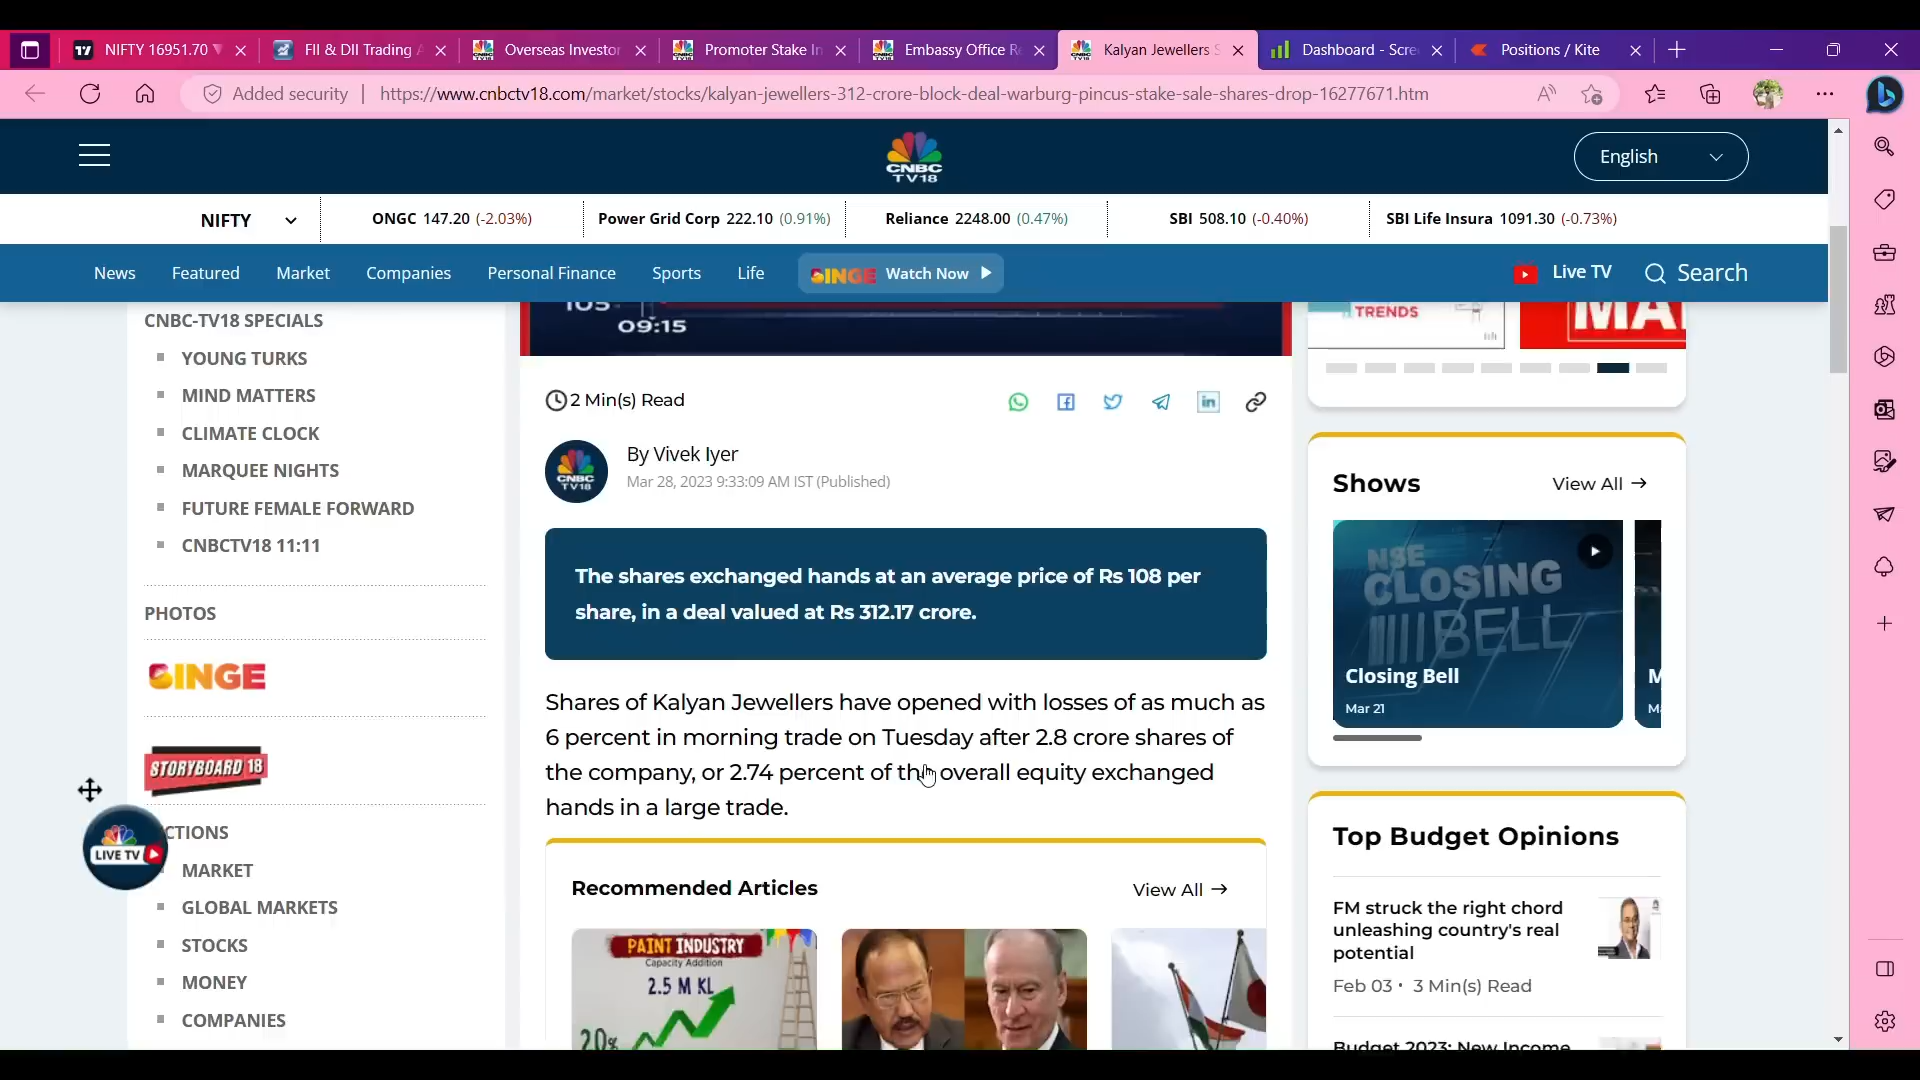 NIFTY 16951.70
FII & DII Trading
Overseas Investor
Promoter Stake In
Embassy Office R
Kalyan Jewellers S
Dashboard - Scre
Positions / Kite
Added security
https://www.cnbctv18.com/market/stocks/kalyan-jewellers-312-crore-block-deal-warburg-pincus-stake-sale-shares-drop-16277671.htm
CNBC
TV18
English
NIFTY
ONGC 147.20 (-2.03%)
Power Grid Corp 222.10 (0.91%)
Reliance 2248.00 (0.47%)
SBI 508.10 (-0.40%)
SBI Life Insura 1091.30 (-0.73%)
News
Featured
Market
Companies
Personal Finance
Sports
Life
BINGE Watch Now
Live TV
Search
CNBC-TV18 SPECIALS
YOUNG TURKS
MIND MATTERS
CLIMATE CLOCK
MARQUEE NIGHTS
FUTURE FEMALE FORWARD
CNBCTV18 11:11
PHOTOS
BINGE
STORYBOARD 18
CTIONS
LIVE TV
MARKET
GLOBAL MARKETS
STOCKS
MONEY
COMPANIES
105
09:15
2 Min(s) Read
By Vivek Iyer
CNBC
TV18
Mar 28, 2023 9:33:09 AM IST (Published)
The shares exchanged hands at an average price of Rs 108 per
share, in a deal valued at Rs 312.17 crore.
Shares of Kalyan Jewellers have opened with losses of as much as
6 percent in morning trade on Tuesday after 2.8 crore shares of
the company, or 2.74 percent of the overall equity exchanged
hands in a large trade.
Recommended Articles
View All
PAINT INDUSTRY
Capacity Addition
2.5 M KL
20%
TRENDS
MA
Shows
View All
NSE
CLOSING
BELL
Closing Bell
Mar 21
M
Ma
Top Budget Opinions
FM struck the right chord
unleashing country's real
potential
Feb 03 • 3 Min(s) Read
Budget 2023: New Income